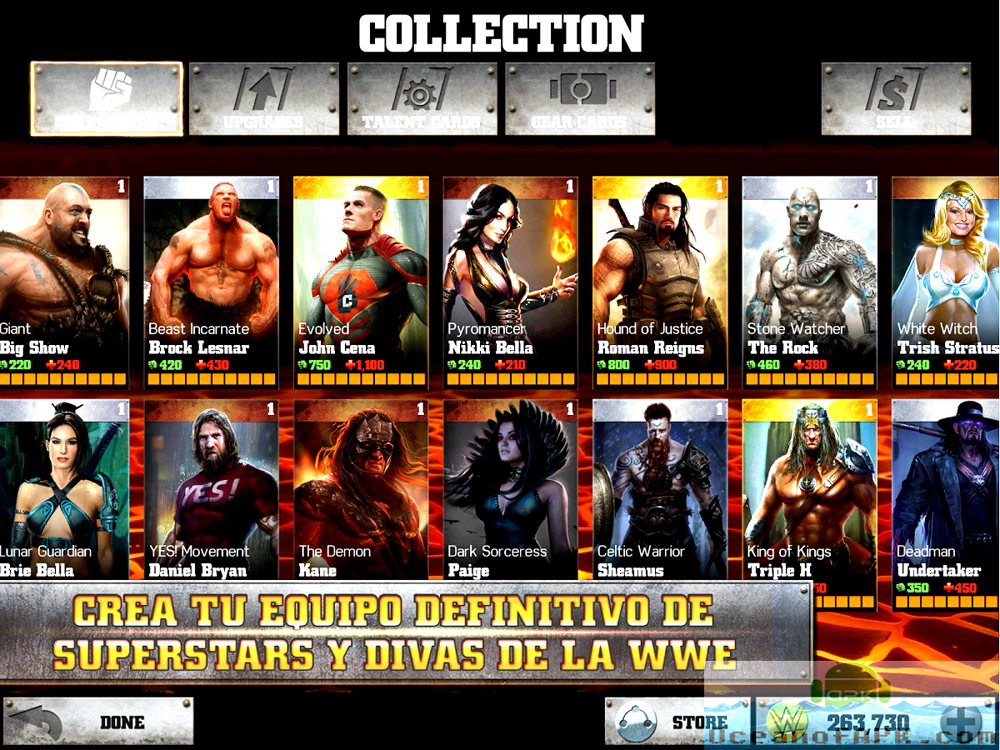 COLLECTION
UPGRADES
TALENT CARDS
GEAR CARDS
SELL
1
1
1
1
1
1
Giant
Big Show
220 +240
Beast Incarnate
Brock Lesnar
420 +430
Evolved
John Cena
750 +1,100
Pyromancer
Nikki Bella
240 +210
Hound of Justice
Roman Reigns
800 +900
Stone Watcher
The Rock
460 +380
White Witch
Trish Stratus
240 +220
1
1
1
1
1
1
C
YES!
Lunar Guardian
Brie Bella
YES! Movement
Daniel Bryan
The Demon
Kane
Dark Sorceress
Paige
Celtic Warrior
Sheamus
King of Kings
Triple H
50
Deadman
Undertaker
350 +450
CREA TU EQUIPO DEFINITIVO DE
SUPERSTARS Y DIVAS DE LA WWE
DONE
STORE
W
263,730
APK
OceanofAPK.com